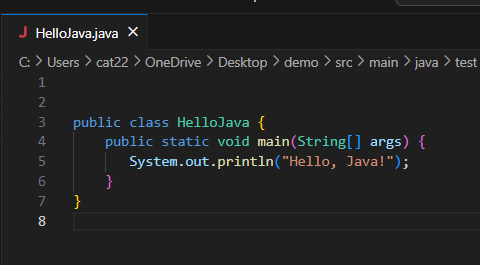 J HelloJava.java ×
C: > Users > cat22 > OneDrive > Desktop > demo > src > main > java > test
1
2
3 public class HelloJava {
4     public static void main(String[] args) {
5         System.out.println("Hello, Java!");
6     }
7 }
8